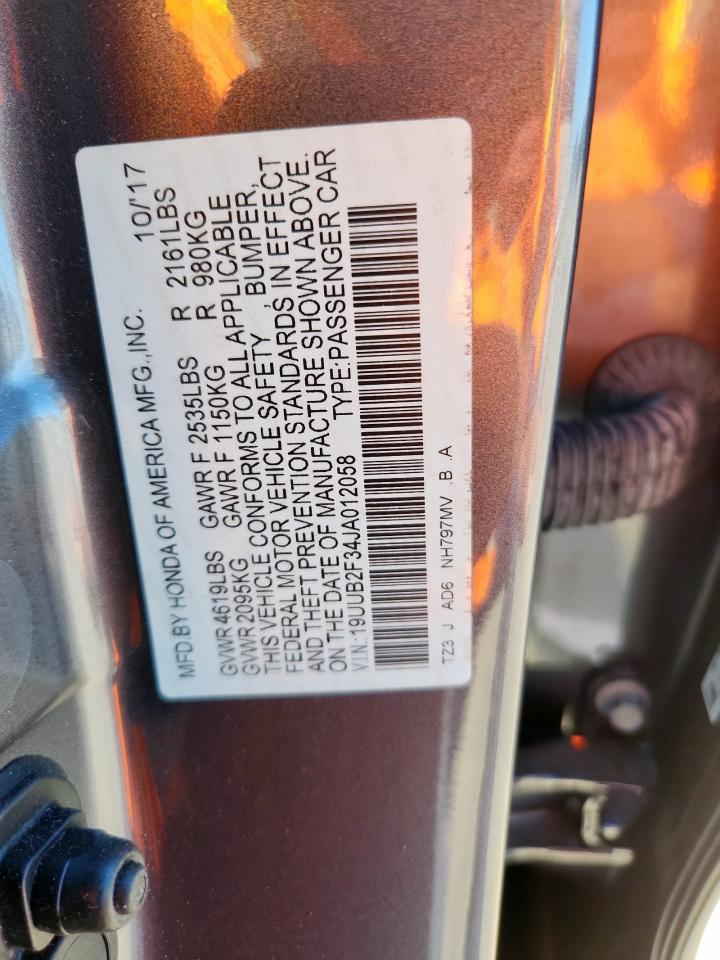 MFD.BY HONDA OF AMERICA MFG.,INC. 10/'17
GVWR 4619LBS GAWR F 2535LBS R 2161LBS
GVWR 2095KG GAWR F 1150KG R 980KG
THIS VEHICLE CONFORMS TO ALL APPLICABLE
FEDERAL MOTOR VEHICLE SAFETY BUMPER,
AND THEFT PREVENTION STANDARDS IN EFFECT
ON THE DATE OF MANUFACTURE SHOWN ABOVE.
V.I.N.:19UUB2F34JA012058 TYPE:PASSENGER CAR
TZ3 J AD6 NH797MV .B .A